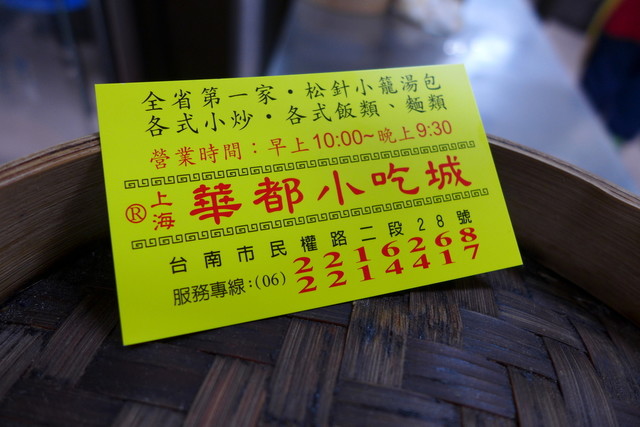 全省第一家・松針小籠湯包
各式小炒・各式飯類、麵類
營業時間：早上10:00~晚上9:30
® 上海 華都小吃城
台南市民權路二段28號
服務專線：(06) 2216268
2214417